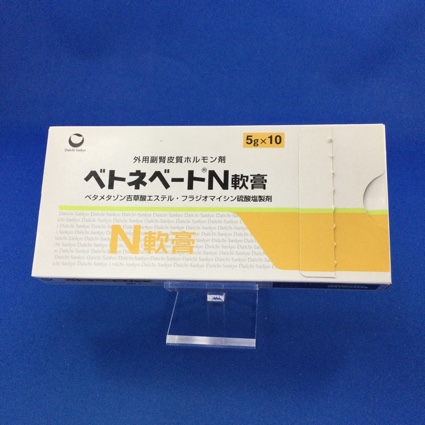 Daiichi-Sankyo
5g×10
外用副腎皮質ホルモン剤
ベトネベート®N軟膏
ベタメタゾン吉草酸エステル・フラジオマイシン硫酸塩製剤
N軟膏